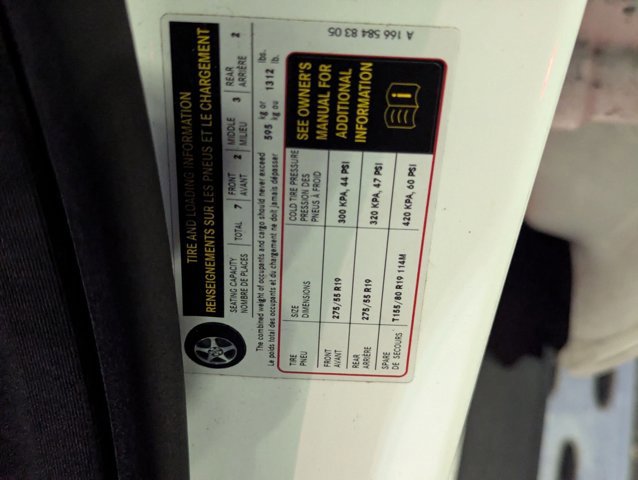 TIRE AND LOADING INFORMATION
RENSEIGNEMENTS SUR LES PNEUS ET LE CHARGEMENT
SEATING CAPACITY TOTAL 7 FRONT 2 MIDDLE 3 REAR 2
NOMBRE DE PLACES AVANT MILIEU ARRIÈRE
The combined weight of occupants and cargo should never exceed 595 kg or 1312 lbs.
Le poids total des occupants et du chargement ne doit jamais dépasser kg ou lb.
TIRE SIZE COLD TIRE PRESSURE
PNEU DIMENSIONS PRESSION DES
PNEUS À FROID
FRONT 275/55 R19 300 KPA, 44 PSI
AVANT
REAR 275/55 R19 320 KPA, 47 PSI
ARRIÈRE
SPARE T155/80 R19 114M 420 KPA, 60 PSI
DE SECOURS
SEE OWNER'S
MANUAL FOR
ADDITIONAL
INFORMATION
A 166 584 83 05